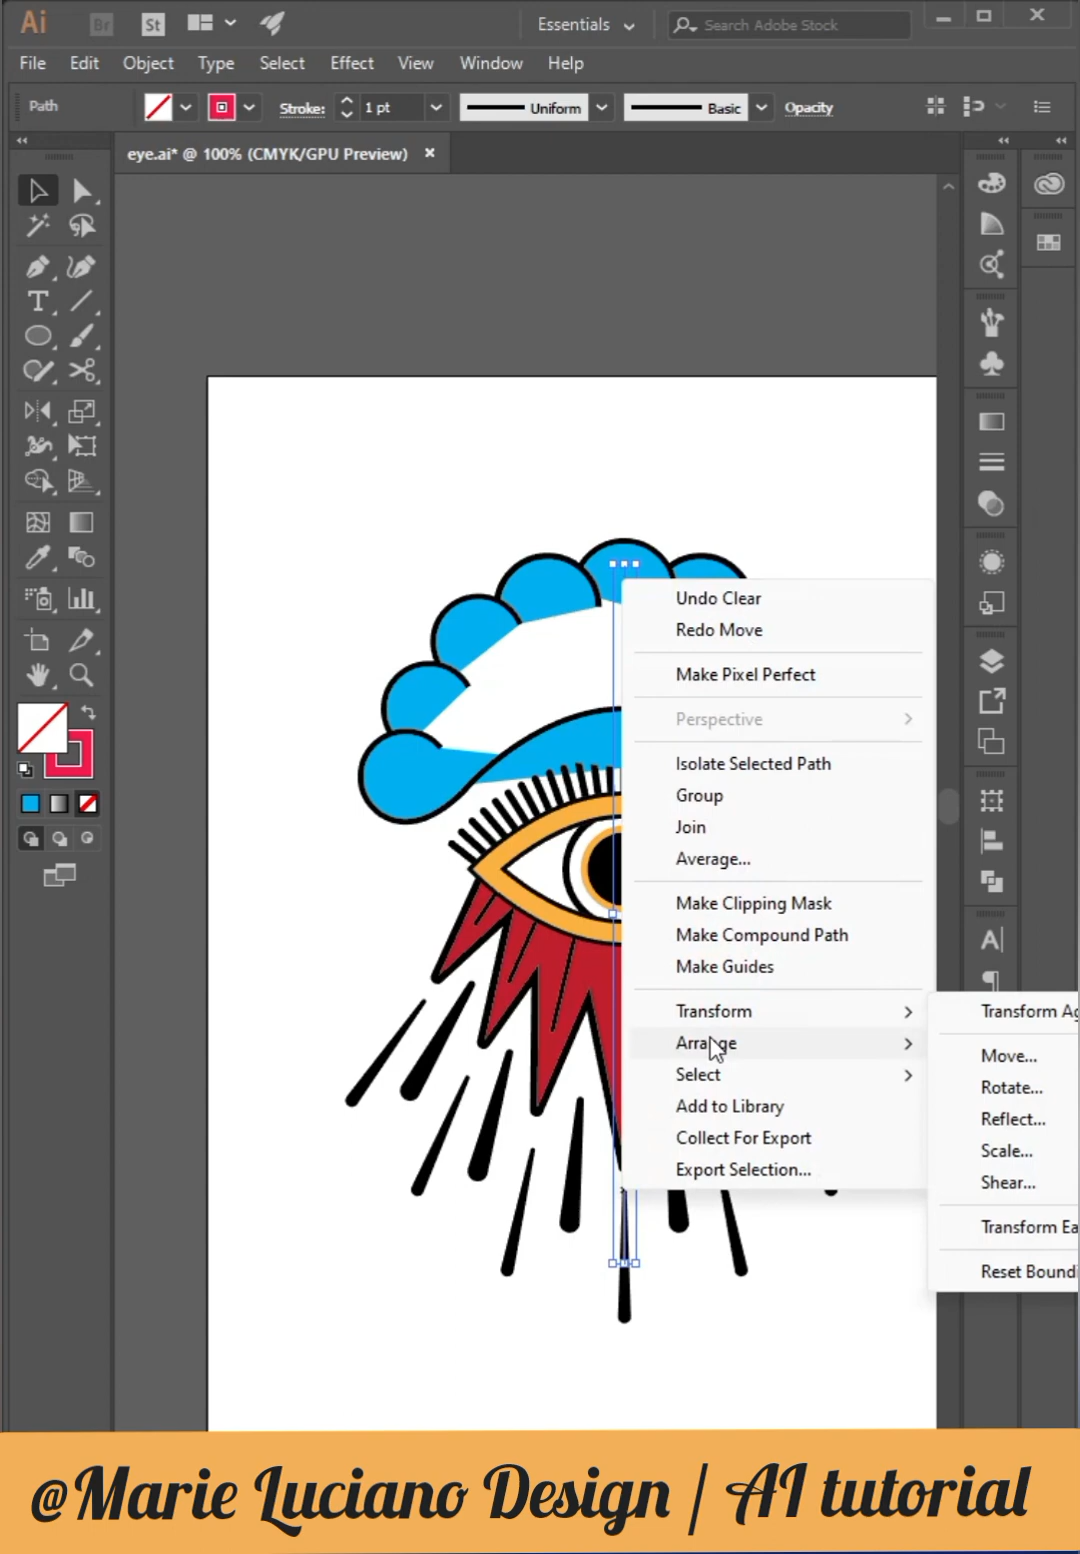 Ai Br St Essentials Search Adobe Stock
File Edit Object Type Select Effect View Window Help
Path Stroke: 1 pt Uniform Basic Opacity
eye.ai* @ 100% (CMYK/GPU Preview)
Undo Clear
Redo Move
Make Pixel Perfect
Perspective
Isolate Selected Path
Group
Join
Average...
Make Clipping Mask
Make Compound Path
Make Guides
Transform
Arrange
Select
Add to Library
Collect For Export
Export Selection...
Transform Ag
Move...
Rotate...
Reflect...
Scale...
Shear...
Transform Ea
Reset Boundi
@Marie Luciano Design / AI tutorial